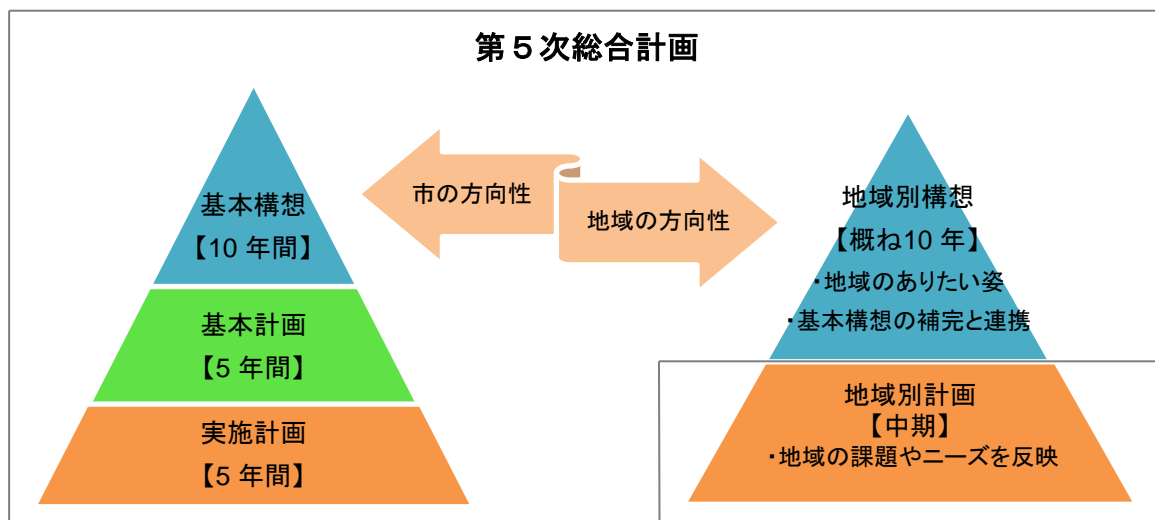 第５次総合計画
基本構想
【10 年間】
基本計画
【5 年間】
実施計画
【5 年間】
市の方向性
地域の方向性
地域別構想
【概ね10 年】
・地域のありたい姿
・基本構想の補完と連携
地域別計画
【中期】
・地域の課題やニーズを反映